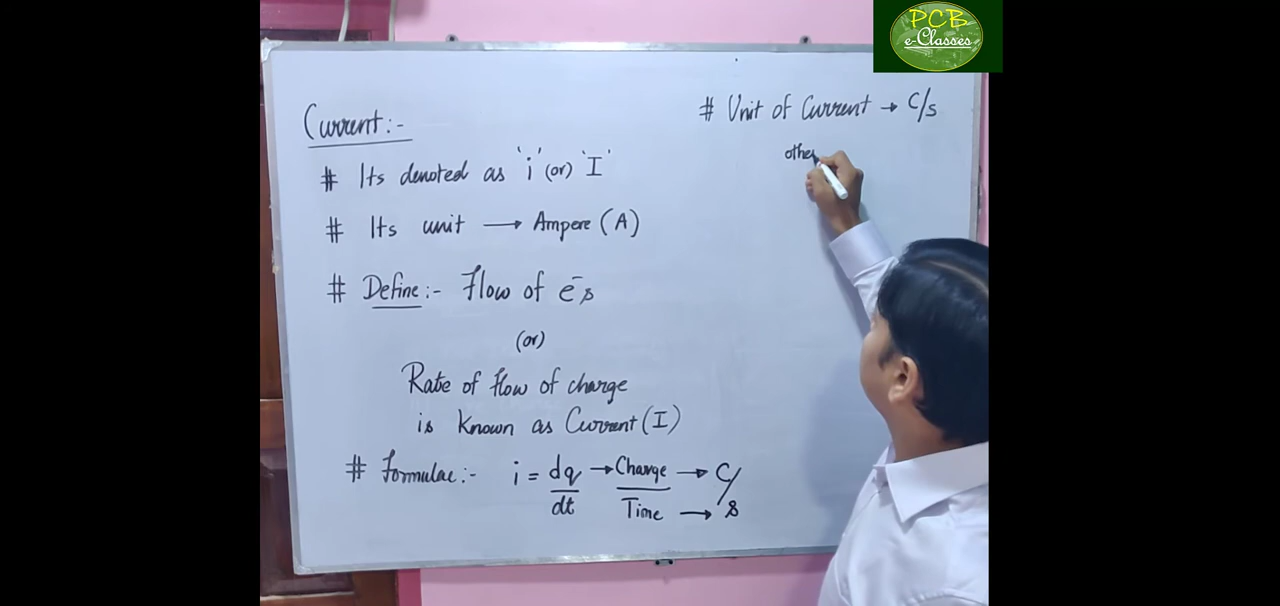 PCB
e-Classes
Current:-
# Its denoted as 'i' (or) 'I'
# Its unit → Ampere (A)
# Define:- Flow of e⁻s
(or)
Rate of flow of charge
is known as Current (I)
# Formulae:- i = dq/dt → Charge/Time → C/s
# Unit of Current → C/s
othe